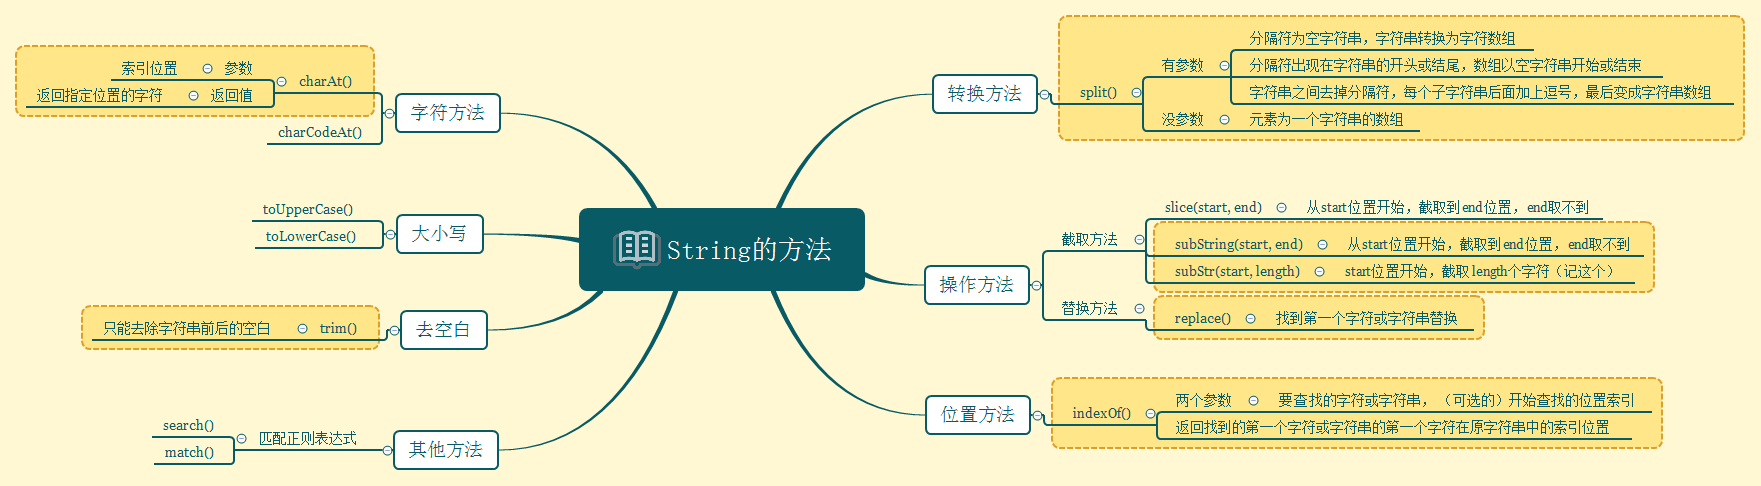 String的方法
字符方法
charAt()
参数
索引位置
返回值
返回指定位置的字符
charCodeAt()
大小写
toUpperCase()
toLowerCase()
去空白
trim()
只能去除字符串前后的空白
其他方法
匹配正则表达式
search()
match()
转换方法
split()
有参数
分隔符为空字符串，字符串转换为字符数组
分隔符出现在字符串的开头或结尾，数组以空字符串开始或结束
字符串之间去掉分隔符，每个子字符串后面加上逗号，最后变成字符串数组
没参数
元素为一个字符串的数组
操作方法
截取方法
slice(start, end)
从start位置开始，截取到end位置，end取不到
subString(start, end)
从start位置开始，截取到end位置，end取不到
subStr(start, length)
start位置开始，截取length个字符（记这个）
替换方法
replace()
找到第一个字符或字符串替换
位置方法
indexOf()
两个参数
要查找的字符或字符串，（可选的）开始查找的位置索引
返回找到的第一个字符或字符串的第一个字符在原字符串中的索引位置